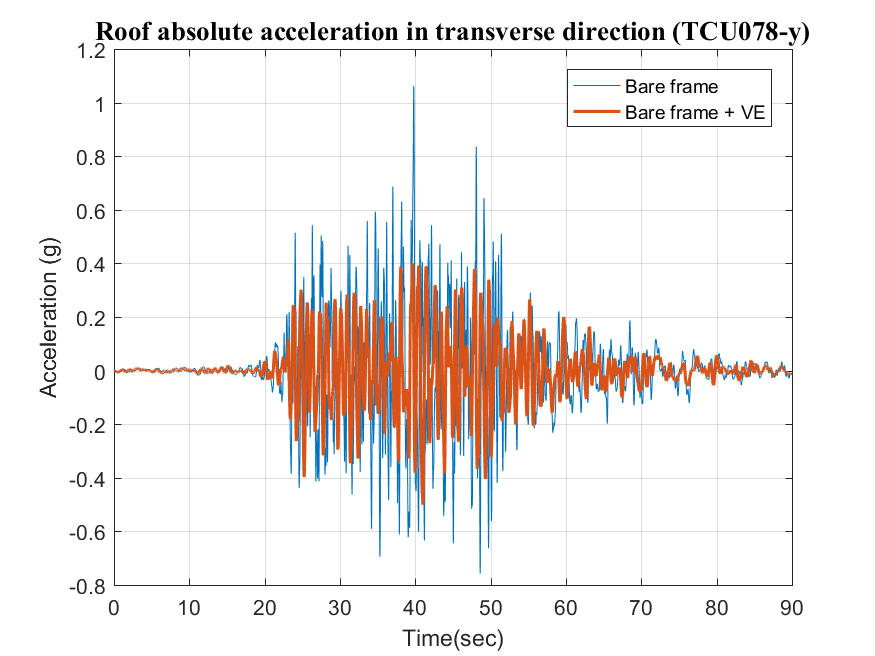 Roof absolute acceleration in transverse direction (TCU078-y)
Bare frame
Bare frame + VE
Acceleration (g)
1.2
1
0.8
0.6
0.4
0.2
0
-0.2
-0.4
-0.6
-0.8
0 10 20 30 40 50 60 70 80 90
Time(sec)